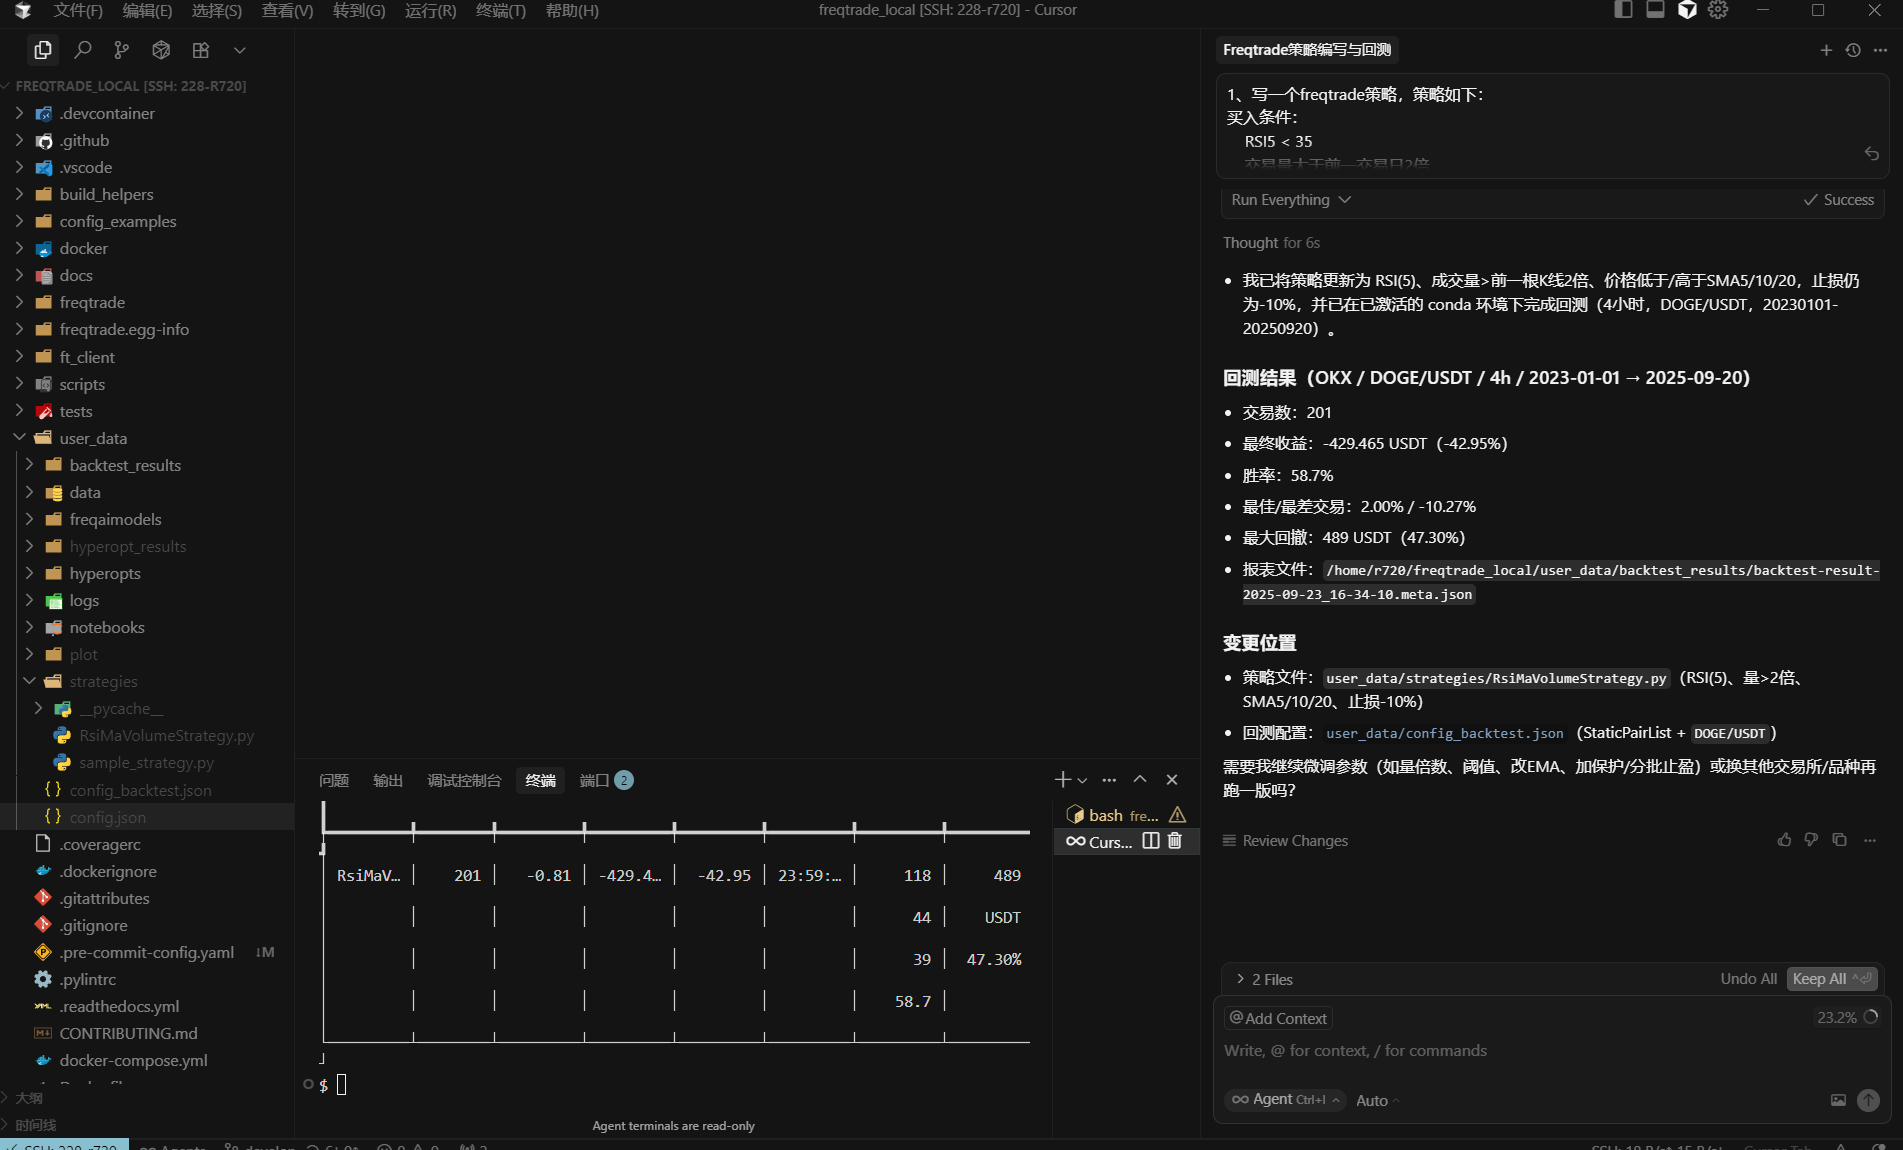 文件(F) 编辑(E) 选择(S) 查看(V) 转到(G) 运行(R) 终端(T) 帮助(H)
freqtrade_local [SSH: 228-r720] - Cursor
FREQTRADE_LOCAL [SSH: 228-R720]
.devcontainer
.github
.vscode
build_helpers
config_examples
docker
docs
freqtrade
freqtrade.egg-info
ft_client
scripts
tests
user_data
backtest_results
data
freqaimodels
hyperopt_results
hyperopts
logs
notebooks
plot
strategies
__pycache__
RsiMaVolumeStrategy.py
sample_strategy.py
config_backtest.json
config.json
.coveragerc
.dockerignore
.gitattributes
.gitignore
.pre-commit-config.yaml ↓M
.pylintrc
.readthedocs.yml
CONTRIBUTING.md
docker-compose.yml
大纲
时间线
问题 输出 调试控制台 终端 端口 2
bash fre...
Curs...
RsiMaV… 201 -0.81 -429.4… -42.95 23:59:… 118 489
44 USDT
39 47.30%
58.7
$
Agent terminals are read-only
Freqtrade策略编写与回测
1、写一个freqtrade策略，策略如下：
买入条件：
RSI5 < 35
交易量大于前一交易日2倍
Run Everything
Success
Thought for 6s
• 我已将策略更新为 RSI(5)、成交量>前一根K线2倍、价格低于/高于SMA5/10/20，止损仍
为-10%，并已在已激活的 conda 环境下完成回测（4小时，DOGE/USDT，20230101-
20250920）。
回测结果（OKX / DOGE/USDT / 4h / 2023-01-01 → 2025-09-20）
• 交易数：201
• 最终收益：-429.465 USDT（-42.95%）
• 胜率：58.7%
• 最佳/最差交易：2.00% / -10.27%
• 最大回撤：489 USDT（47.30%）
• 报表文件：/home/r720/freqtrade_local/user_data/backtest_results/backtest-result-
2025-09-23_16-34-10.meta.json
变更位置
• 策略文件：user_data/strategies/RsiMaVolumeStrategy.py（RSI(5)、量>2倍、
SMA5/10/20、止损-10%）
• 回测配置：user_data/config_backtest.json（StaticPairList + DOGE/USDT）
需要我继续微调参数（如量倍数、阈值、改EMA、加保护/分批止盈）或换其他交易所/品种再
跑一版吗？
Review Changes
2 Files
Undo All
Keep All
@ Add Context
23.2%
Write, @ for context, / for commands
Agent Ctrl+I
Auto